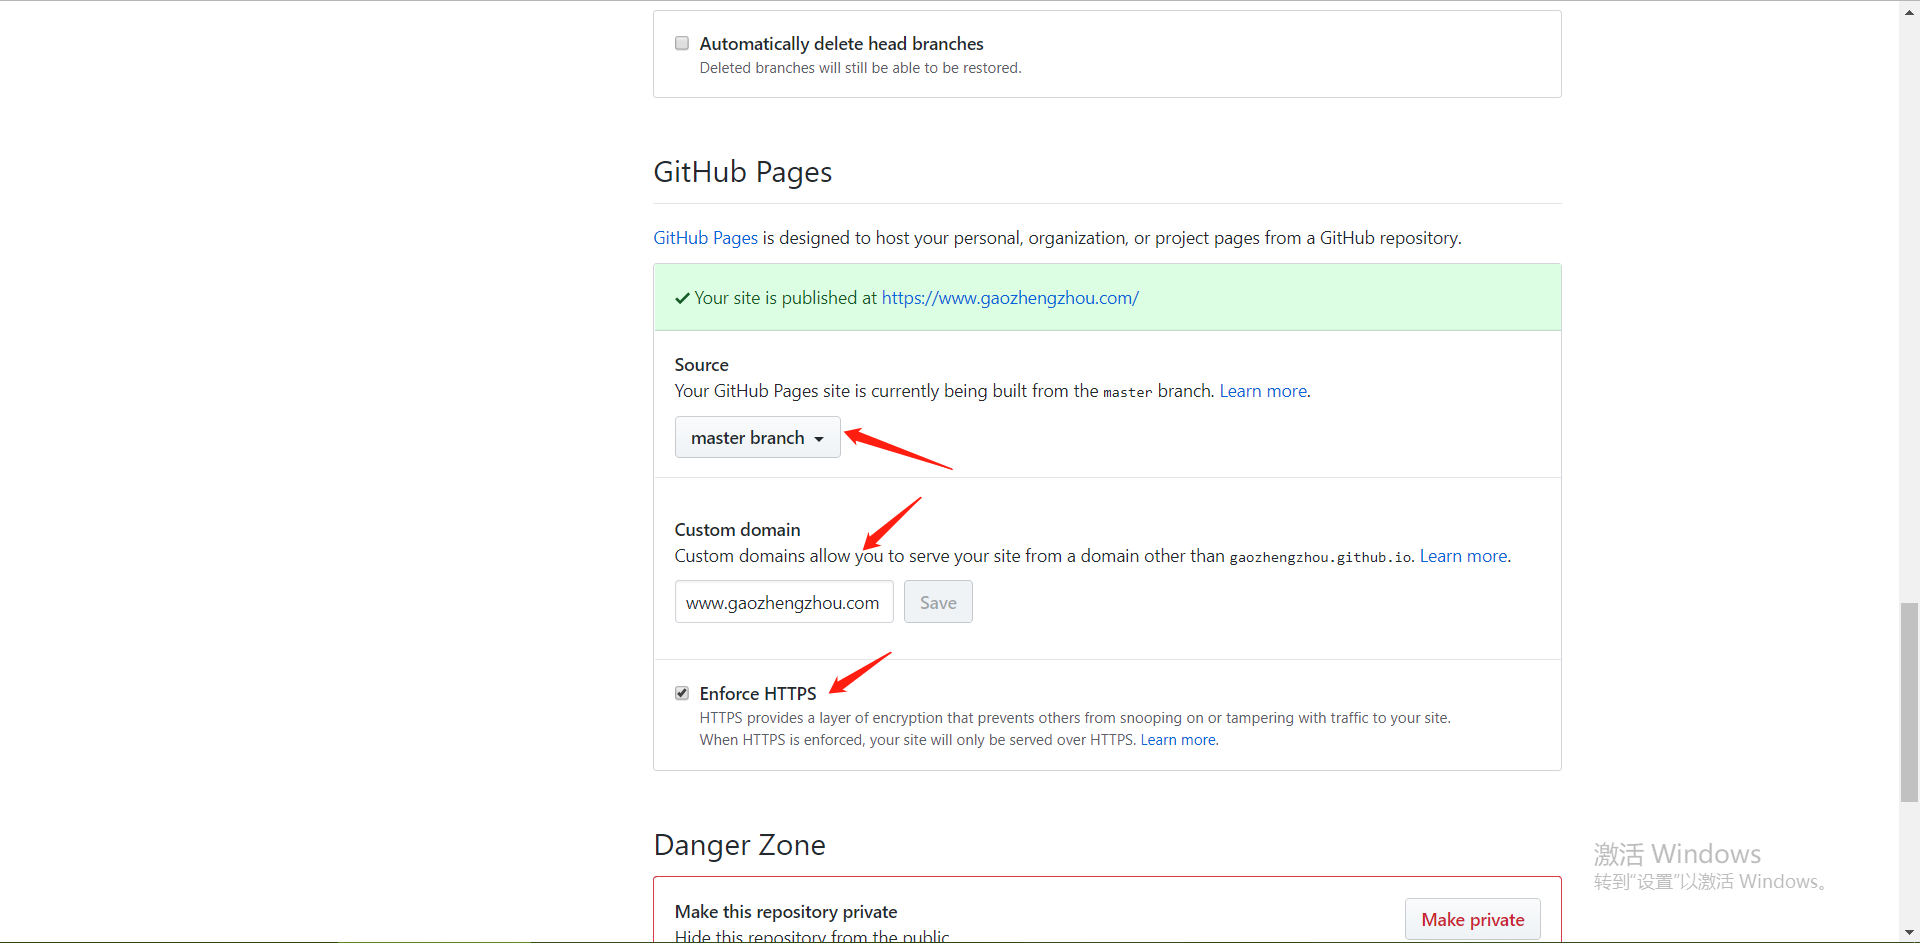 Automatically delete head branches
Deleted branches will still be able to be restored.
GitHub Pages
GitHub Pages is designed to host your personal, organization, or project pages from a GitHub repository.
Your site is published at https://www.gaozhengzhou.com/
Source
Your GitHub Pages site is currently being built from the master branch. Learn more.
master branch
Custom domain
Custom domains allow you to serve your site from a domain other than gaozhengzhou.github.io. Learn more.
www.gaozhengzhou.com Save
Enforce HTTPS
HTTPS provides a layer of encryption that prevents others from snooping on or tampering with traffic to your site.
When HTTPS is enforced, your site will only be served over HTTPS. Learn more.
Danger Zone
Make this repository private
Hide this repository from the public.
Make private
激活 Windows
转到“设置”以激活 Windows。